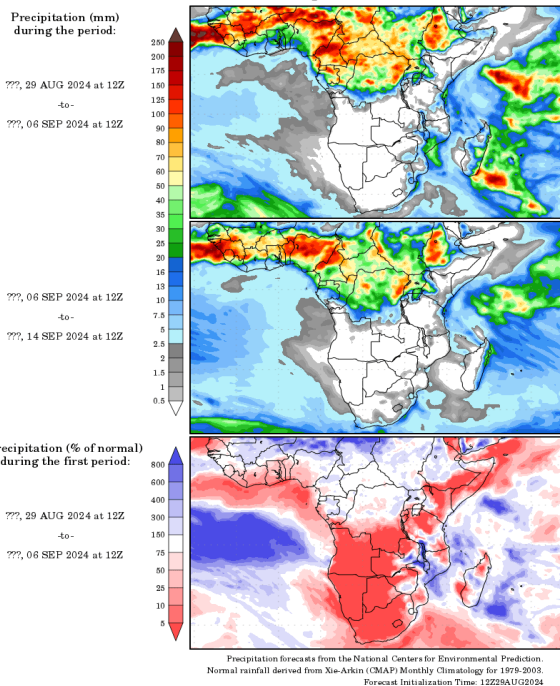 Precipitation (mm)
during the period:
250
200
175
150
125
100
90
80
70
60
50
40
35
30
25
20
16
13
10
7.5
5
2.5
2
1.5
1
0.5
???, 29 AUG 2024 at 12Z
-to-
???, 06 SEP 2024 at 12Z
???, 06 SEP 2024 at 12Z
-to-
???, 14 SEP 2024 at 12Z
recipitation (% of normal)
during the first period:
800
600
400
300
150
75
50
25
10
5
???, 29 AUG 2024 at 12Z
-to-
???, 06 SEP 2024 at 12Z
Precipitation forecasts from the National Centers for Environmental Prediction.
Normal rainfall derived from Xie-Arkin (CMAP) Monthly Climatology for 1979-2003.
Forecast Initialization Time: 12Z29AUG2024